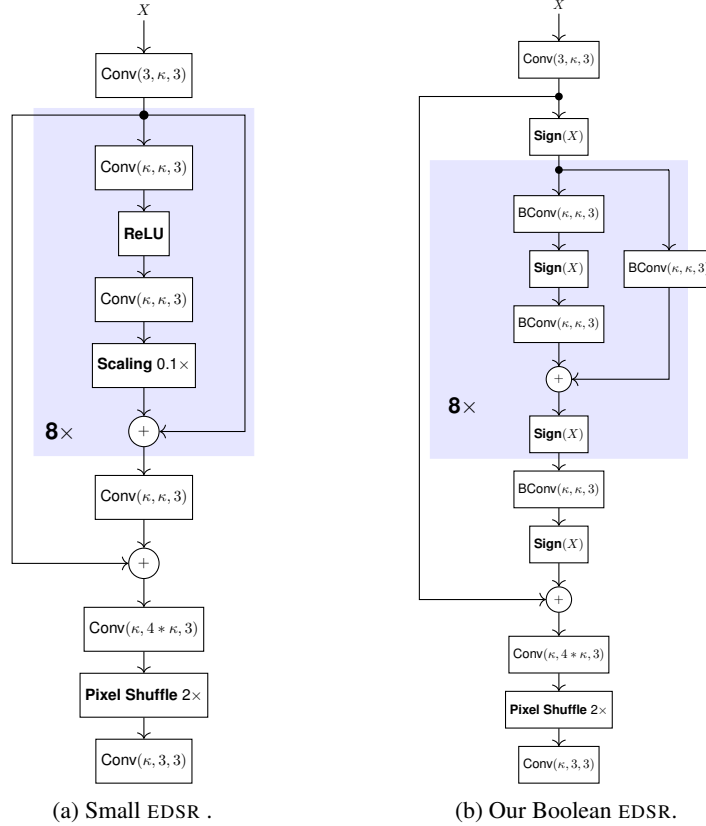 X
Conv(3, κ, 3)
Conv(κ, κ, 3)
ReLU
Conv(κ, κ, 3)
Scaling 0.1×
+
8×
Conv(κ, κ, 3)
+
Conv(κ, 4 * κ, 3)
Pixel Shuffle 2×
Conv(κ, 3, 3)
(a) Small EDSR .
X
Conv(3, κ, 3)
Sign(X)
BConv(κ, κ, 3)
Sign(X)
BConv(κ, κ, 3)
BConv(κ, κ, 3)
+
8×
Sign(X)
BConv(κ, κ, 3)
Sign(X)
+
Conv(κ, 4 * κ, 3)
Pixel Shuffle 2×
Conv(κ, 3, 3)
(b) Our Boolean EDSR.